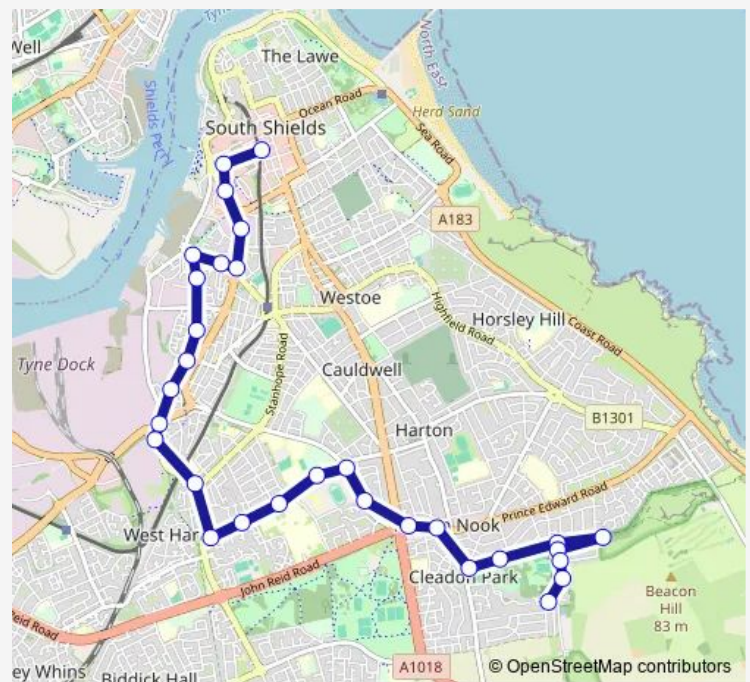 Well
The Lawe
Ocean Road
North East
Herd Sand
Sea Road
South Shields
A183
Westoe
Highfield Road
Horsley Hill
Coast Road
Tyne Dock
Stanhope Road
Cauldwell
B1301
Harton
Prince Edward Road
Nook
West Har
Cleadon Park
John Reid Road
Beacon
Hill
83 m
eid Road
ey Whins
Biddick Hall
A1018
© OpenStreetMap contributors